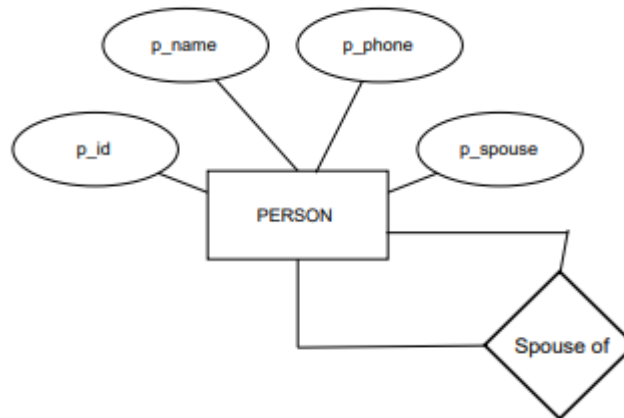 p_name
p_phone
p_id
p_spouse
PERSON
Spouse of